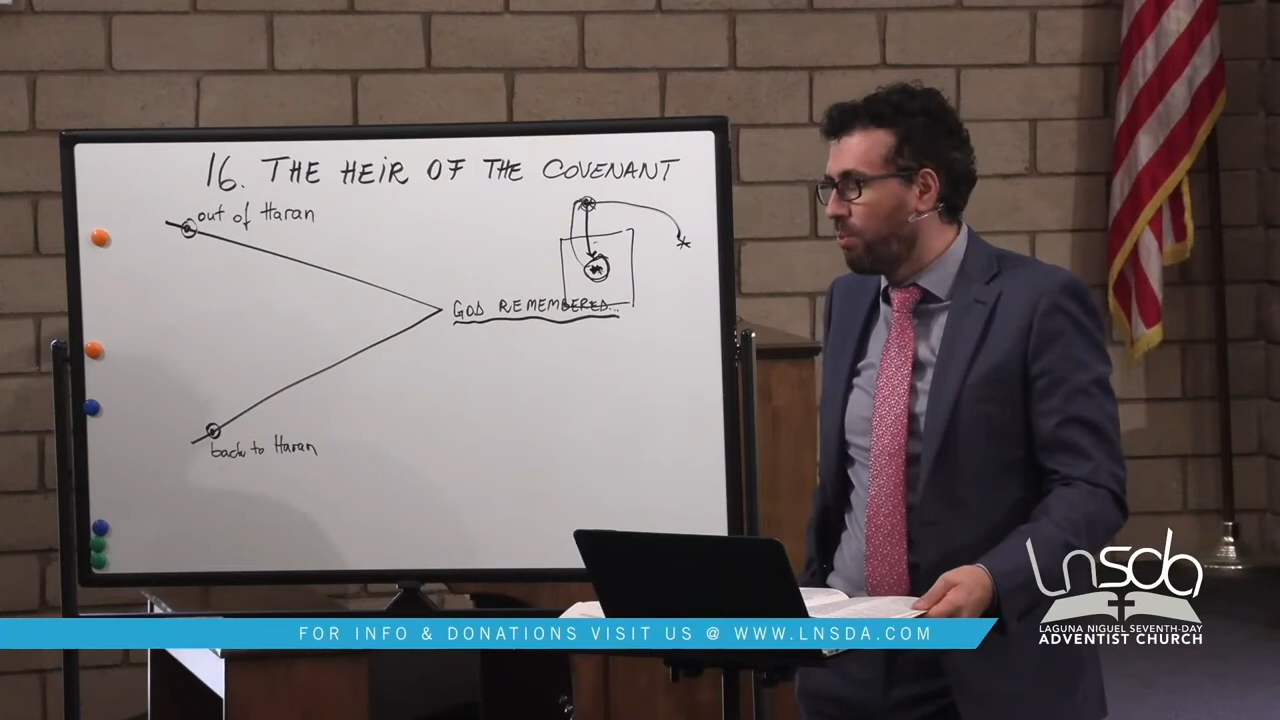 16. THE HEIR OF THE COVENANT
out of Haran
GOD REMEMBERED...
back to Haran
LNSDA
LAGUNA NIGUEL SEVENTH-DAY
ADVENTIST CHURCH
FOR INFO & DONATIONS VISIT US @ WWW.LNSDA.COM